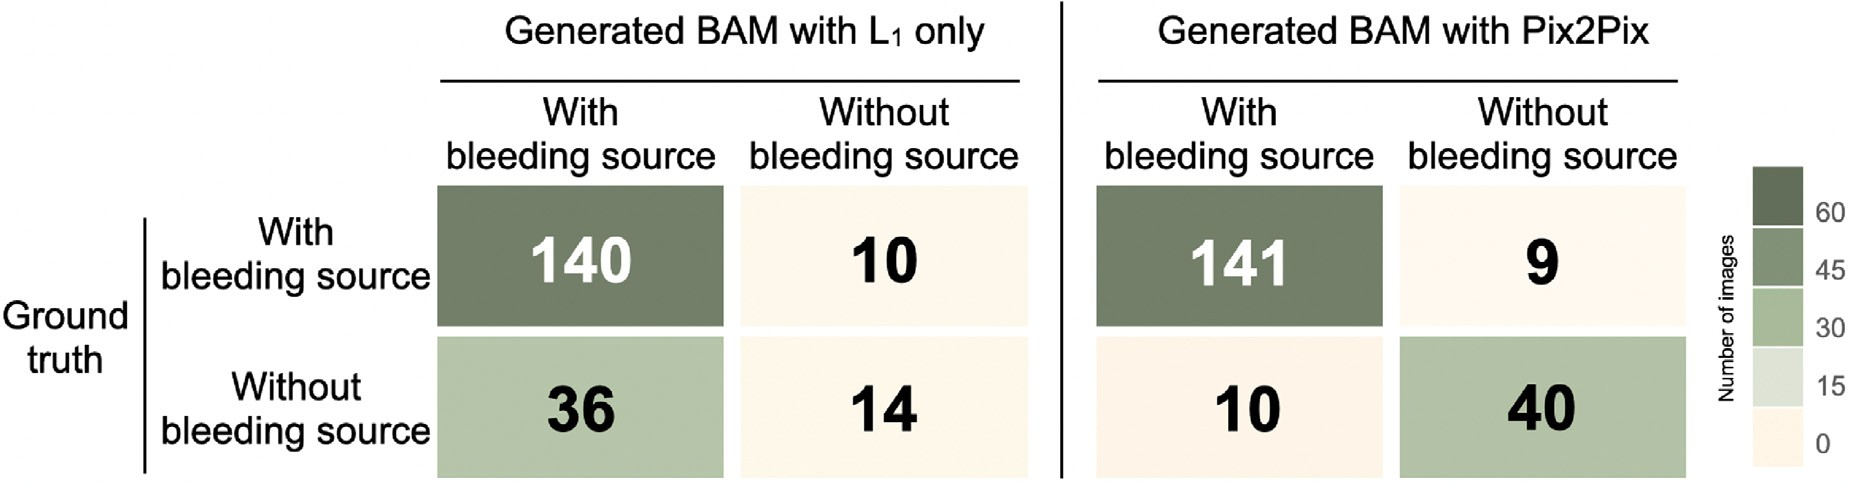 Generated BAM with L₁ only
Generated BAM with Pix2Pix
With
bleeding source
Without
bleeding source
With
bleeding source
Without
bleeding source
Ground
truth
With
bleeding source
140
10
141
9
Without
bleeding source
36
14
10
40
Number of images
60
45
30
15
0